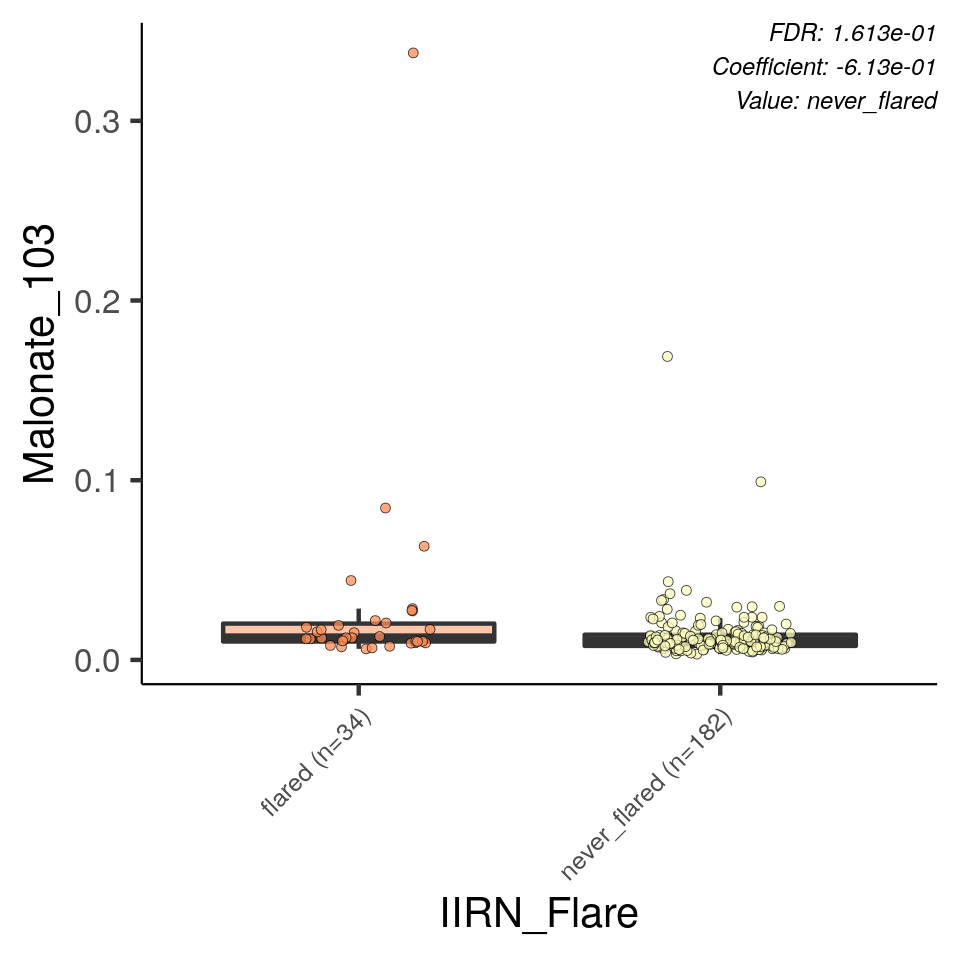 FDR: 1.613e-01
Coefficient: -6.13e-01
Value: never_flared
Malonate_103
0.3
0.2
0.1
0.0
flared (n=34)
never_flared (n=182)
IIRN_Flare